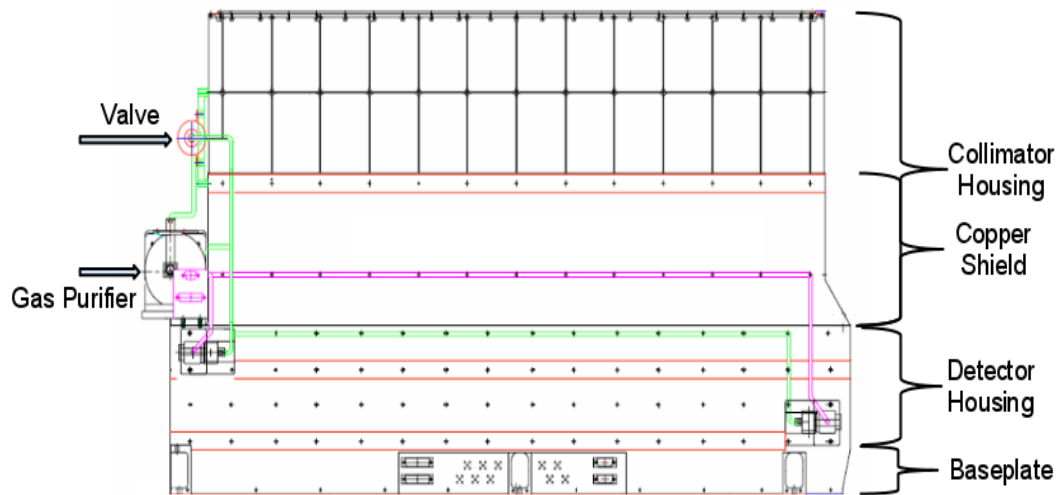 Valve
Gas Purifier
Collimator
Housing
Copper
Shield
Detector
Housing
Baseplate